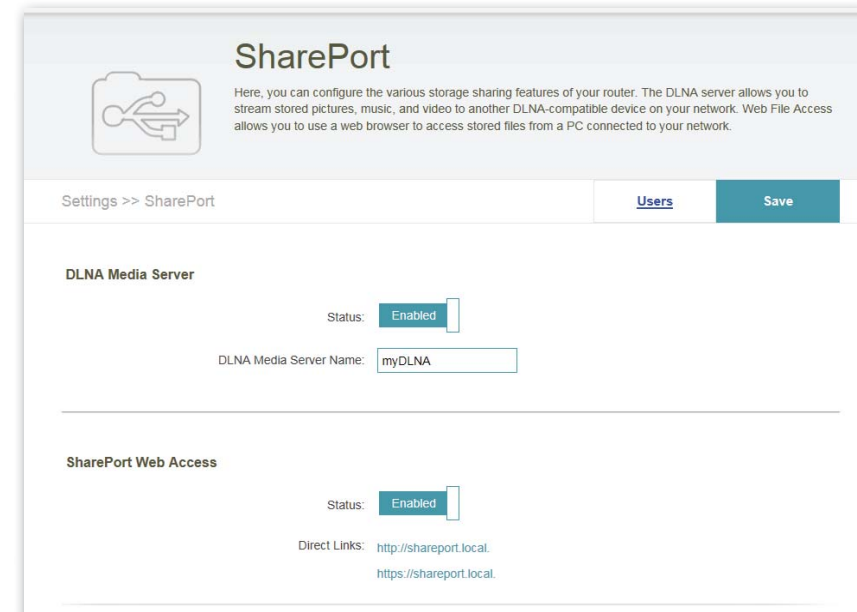 SharePort
Here, you can configure the various storage sharing features of your router. The DLNA server allows you to
stream stored pictures, music, and video to another DLNA-compatible device on your network. Web File Access
allows you to use a web browser to access stored files from a PC connected to your network.
Settings >> SharePort
Users
Save
DLNA Media Server
Status: Enabled
DLNA Media Server Name: myDLNA
SharePort Web Access
Status: Enabled
Direct Links: http://shareport.local.
https://shareport.local.